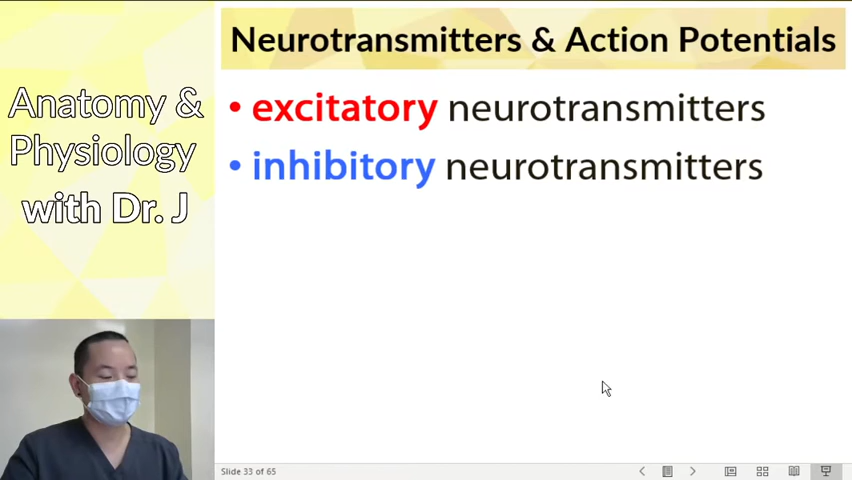 Neurotransmitters & Action Potentials
Anatomy &
Physiology
with Dr. J
• excitatory neurotransmitters
• inhibitory neurotransmitters
Slide 33 of 65